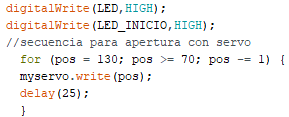 digitalWrite(LED,HIGH);
digitalWrite(LED_INICIO,HIGH);
//secuencia para apertura con servo
for (pos = 130; pos >= 70; pos -= 1) {
myservo.write(pos);
delay(25);
}